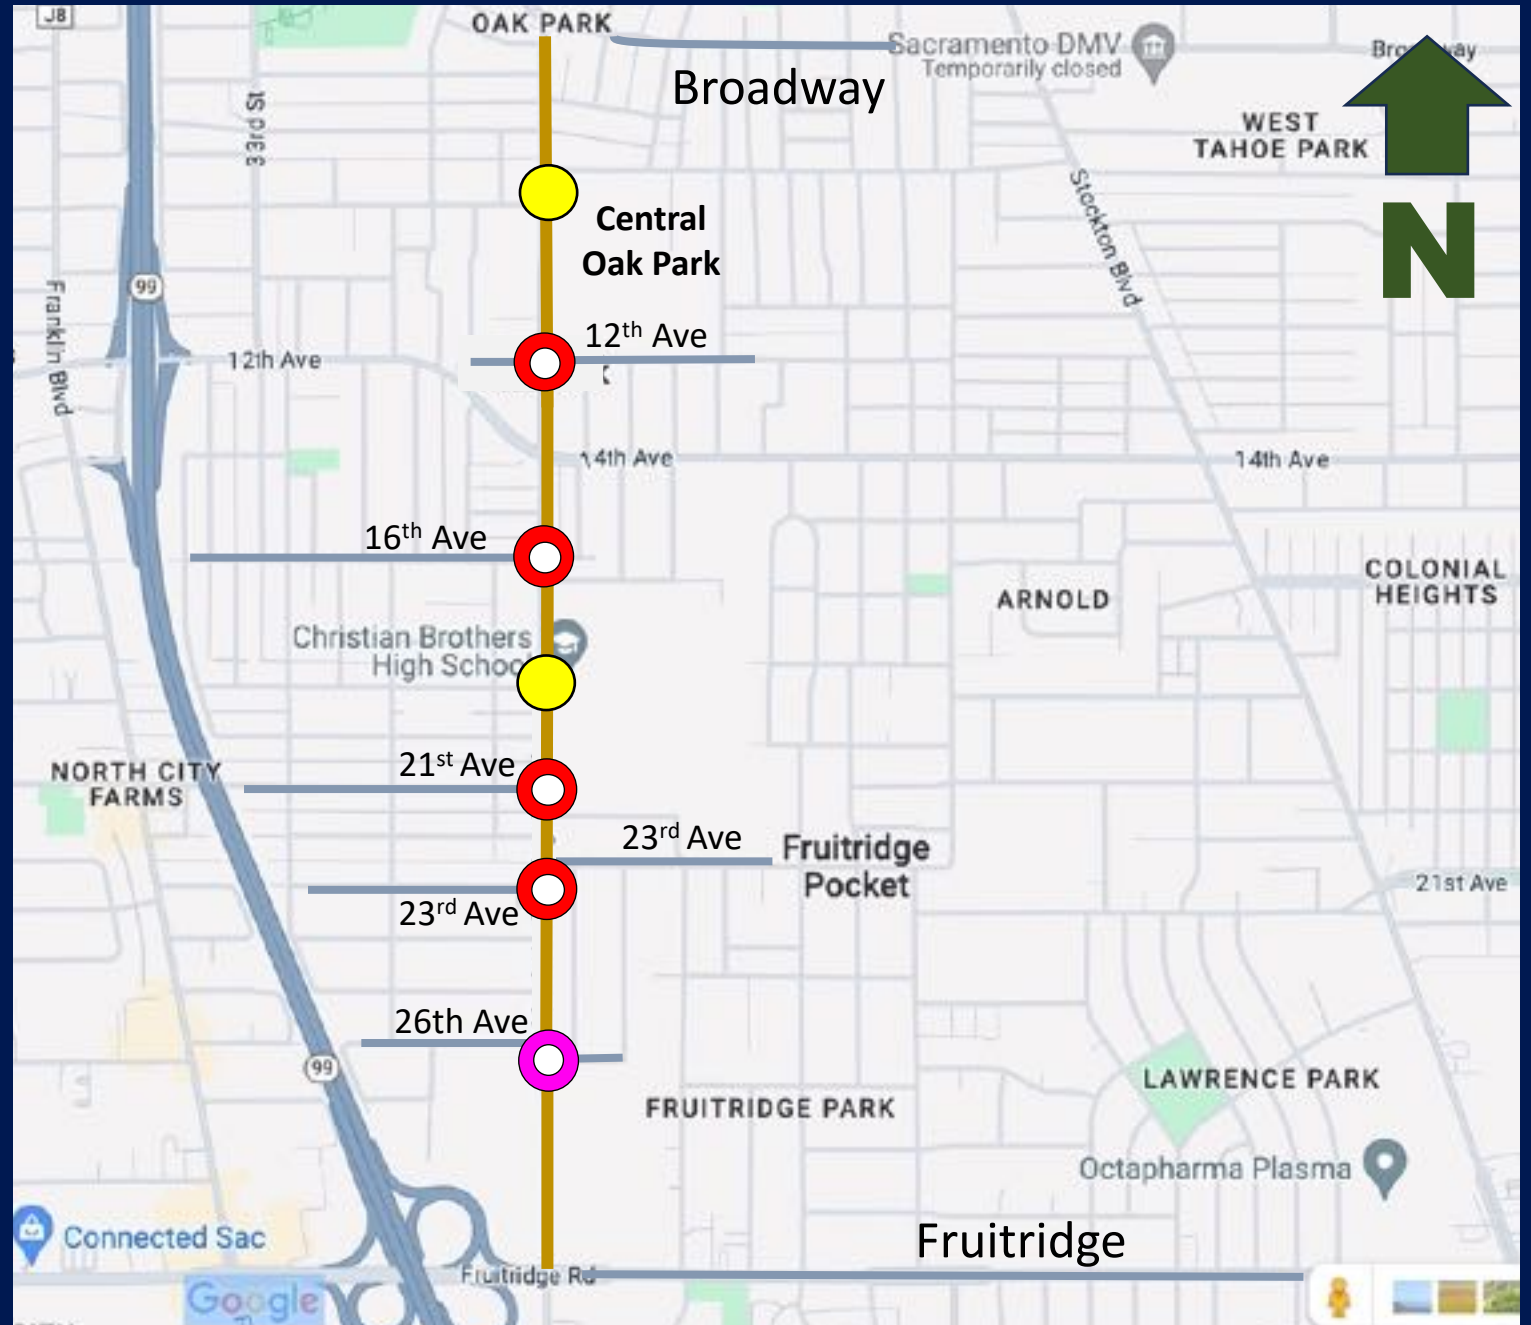 J8
OAK PARK
Sacramento DMV
Temporarily closed
Broadway
33rd St
WEST
TAHOE PARK
N
Stockton Blvd
Central
Oak Park
99
Franklin Blvd
12th Ave
12th Ave
14th Ave
14th Ave
16th Ave
COLONIAL
HEIGHTS
ARNOLD
Christian Brothers
High School
21st Ave
NORTH CITY
FARMS
23rd Ave
Fruitridge
Pocket
21st Ave
23rd Ave
26th Ave
99
LAWRENCE PARK
FRUITRIDGE PARK
Octapharma Plasma
Connected Sac
Fruitridge
Fruitridge Rd
Google